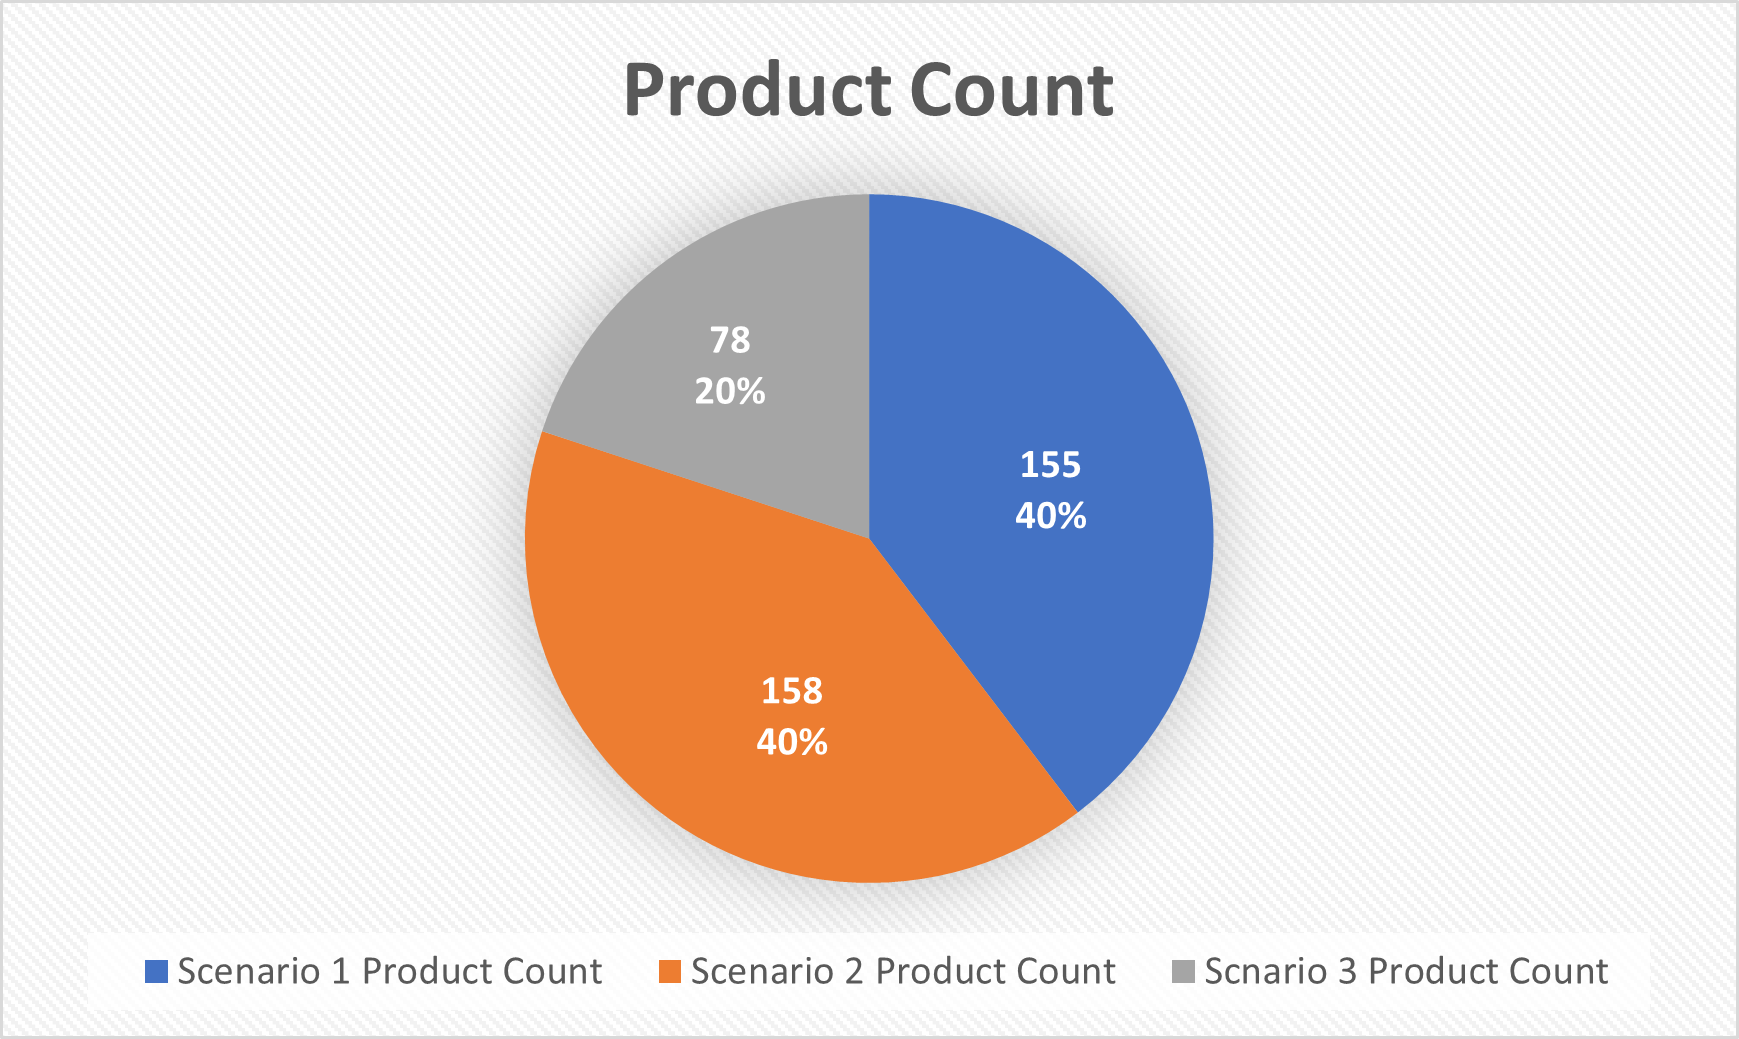 Product Count
78
20%
155
40%
158
40%
Scenario 1 Product Count
Scenario 2 Product Count
Scnario 3 Product Count